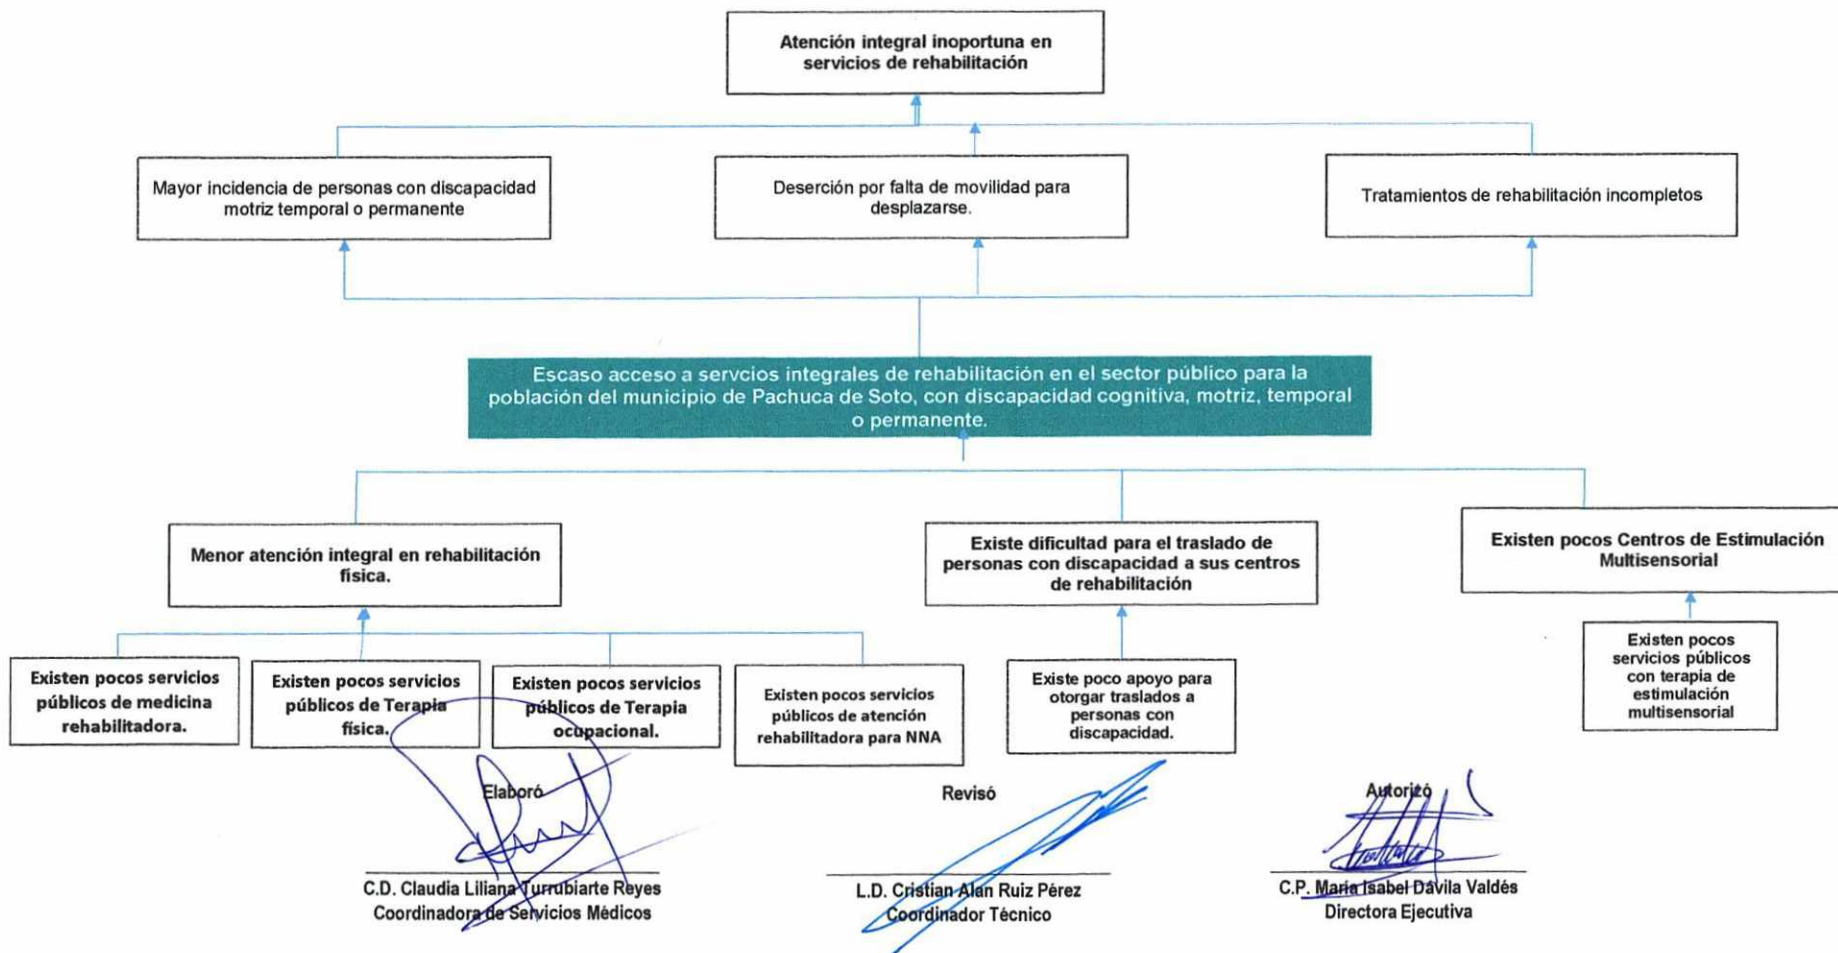 Atención integral inoportuna en
servicios de rehabilitación
Mayor incidencia de personas con discapacidad
motriz temporal o permanente
Deserción por falta de movilidad para
desplazarse.
Tratamientos de rehabilitación incompletos
Escaso acceso a servcios integrales de rehabilitación en el sector público para la
población del municipio de Pachuca de Soto, con discapacidad cognitiva, motriz, temporal
o permanente.
Menor atención integral en rehabilitación
física.
Existe dificultad para el traslado de
personas con discapacidad a sus centros
de rehabilitación
Existen pocos Centros de Estimulación
Multisensorial
Existen pocos servicios
públicos de medicina
rehabilitadora.
Existen pocos servicios
públicos de Terapia
física.
Existen pocos servicios
públicos de Terapia
ocupacional.
Existen pocos servicios
públicos de atención
rehabilitadora para NNA
Existe poco apoyo para
otorgar traslados a
personas con
discapacidad.
Existen pocos
servicios públicos
con terapia de
estimulación
multisensorial
Elaboró
C.D. Claudia Liliana Turrubiarte Reyes
Coordinadora de Servicios Médicos
Revisó
L.D. Cristian Alan Ruiz Pérez
Coordinador Técnico
Autorizó
C.P. María Isabel Dávila Valdés
Directora Ejecutiva